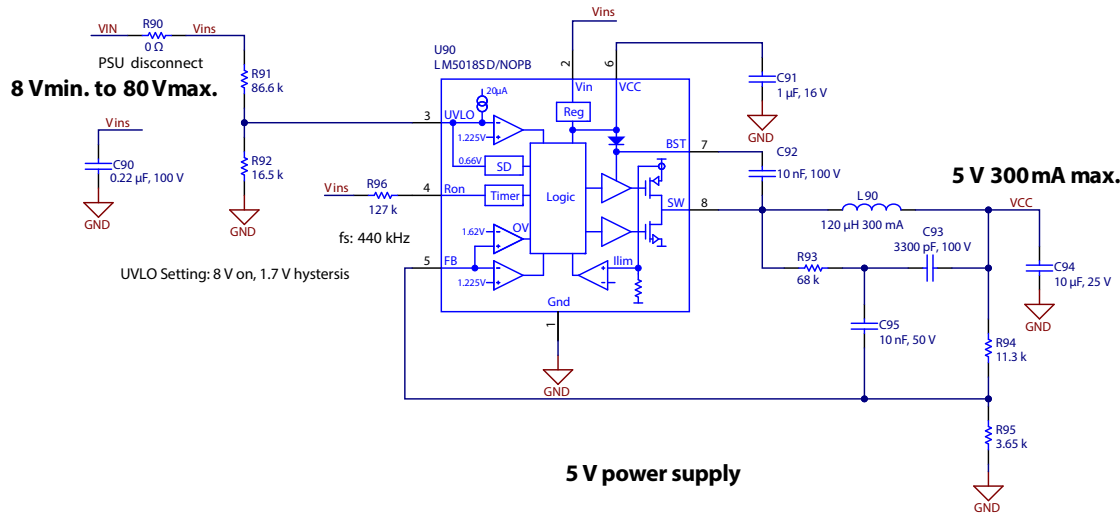 VIN
R90
Vins
0 Ω
PSU disconnect
8 Vmin. to 80 Vmax.
R91
86.6 k
Vins
C90
0.22 µF, 100 V
GND
R92
16.5 k
GND
Vins
R96
127 k
fs: 440 kHz
UVLO Setting: 8 V on, 1.7 V hystersis
U90
LM5018SD/NOPB
Vins
2
6
Vin
VCC
20µA
Reg
3
UVLO
1.225V
0.66V
SD
4
Ron
Timer
Logic
BST
7
SW
8
1.62V
OV
5
FB
1.225V
Ilim
Gnd
1
GND
C91
1 µF, 16 V
GND
C92
10 nF, 100 V
5 V 300 mA max.
L90
120 µH 300 mA
VCC
C93
3300 pF, 100 V
R93
68 k
C94
10 µF, 25 V
GND
C95
10 nF, 50 V
R94
11.3 k
R95
3.65 k
GND
5 V power supply